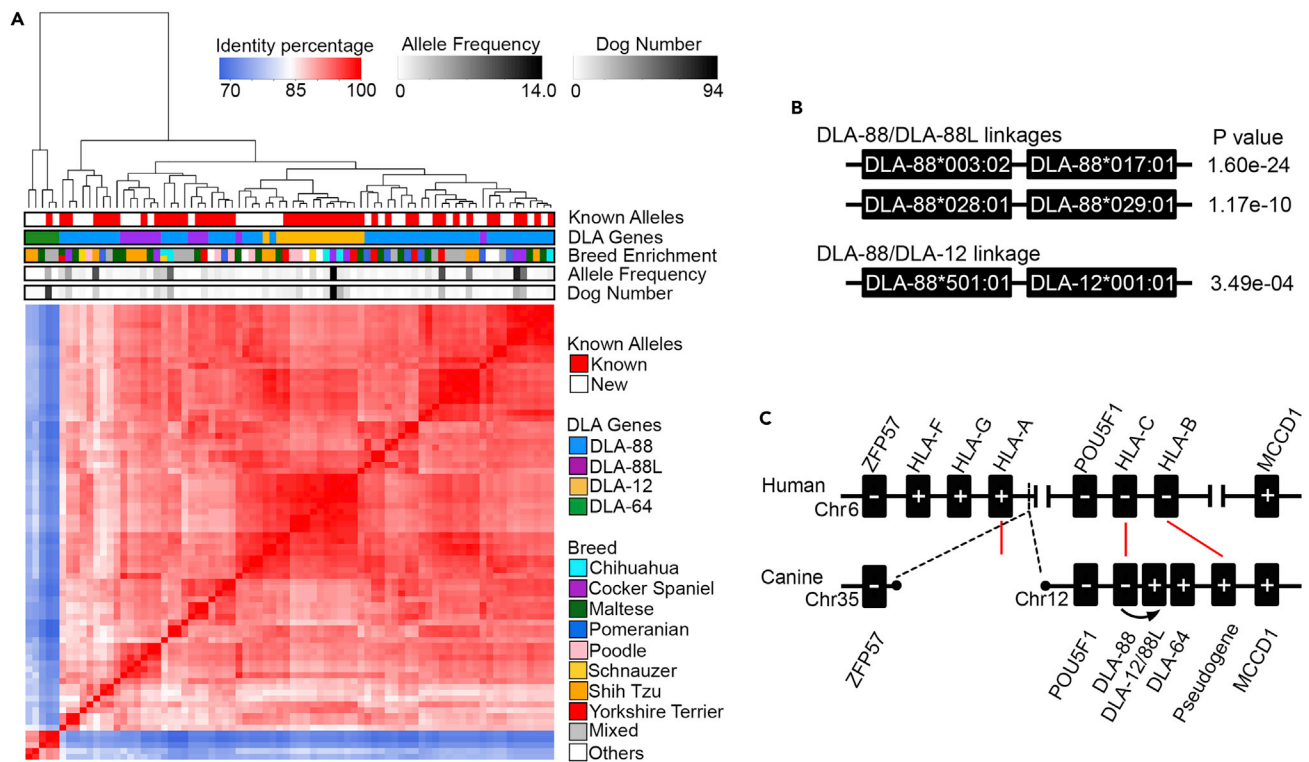 A
Identity percentage
70 85 100
Allele Frequency
0 14.0
Dog Number
0 94
Known Alleles
DLA Genes
Breed Enrichment
Allele Frequency
Dog Number
Known Alleles
Known
New
DLA Genes
DLA-88
DLA-88L
DLA-12
DLA-64
Breed
Chihuahua
Cocker Spaniel
Maltese
Pomeranian
Poodle
Schnauzer
Shih Tzu
Yorkshire Terrier
Mixed
Others
B
DLA-88/DLA-88L linkages P value
DLA-88*003:02 DLA-88*017:01 1.60e-24
DLA-88*028:01 DLA-88*029:01 1.17e-10
DLA-88/DLA-12 linkage
DLA-88*501:01 DLA-12*001:01 3.49e-04
C
ZFP57 HLA-F HLA-G HLA-A POU5F1 HLA-C HLA-B MCCD1
Human
Chr6
- + + + - - - +
Canine
Chr35 Chr12
- - - + + + +
ZFP57 POU5F1 DLA-88 DLA-12/88L DLA-64 Pseudogene MCCD1